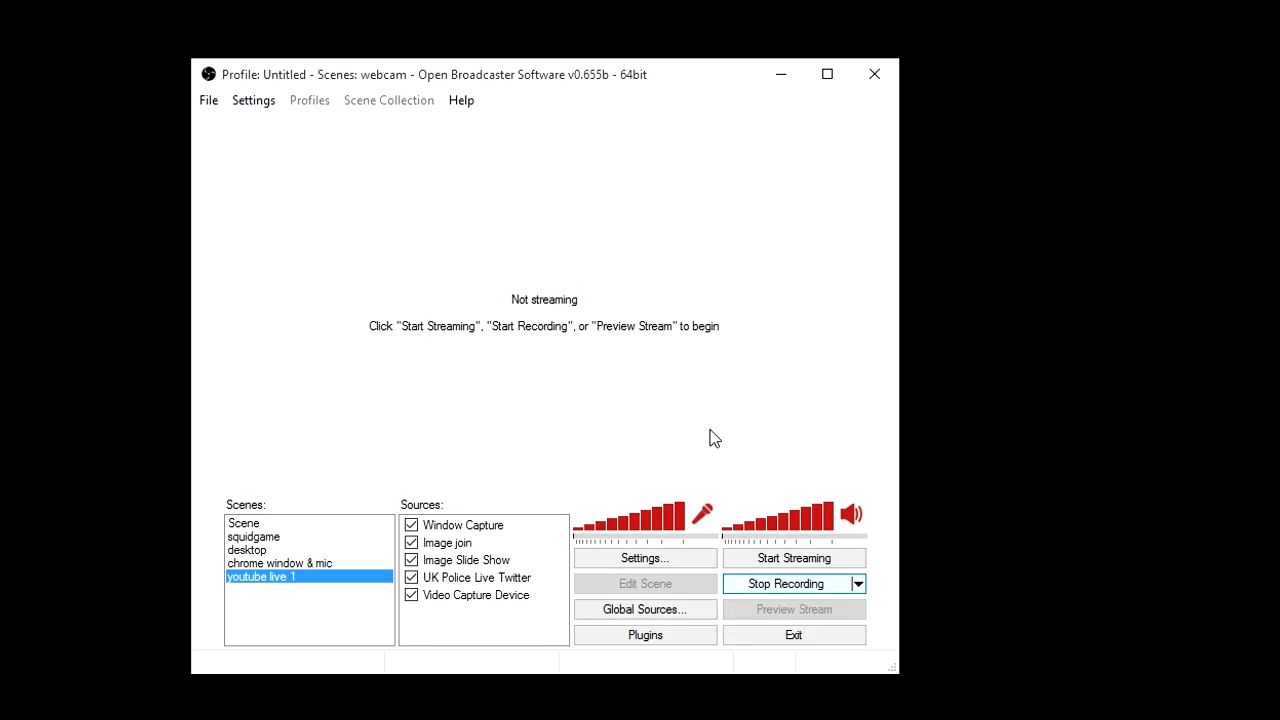 Profile: Untitled - Scenes: webcam - Open Broadcaster Software v0.655b - 64bit
File Settings Profiles Scene Collection Help
Not streaming
Click "Start Streaming", "Start Recording", or "Preview Stream" to begin
Scenes:
Scene
squidgame
desktop
chrome window & mic
youtube live 1
Sources:
Window Capture
Image join
Image Slide Show
UK Police Live Twitter
Video Capture Device
Settings...
Start Streaming
Edit Scene
Stop Recording
Global Sources...
Preview Stream
Plugins
Exit